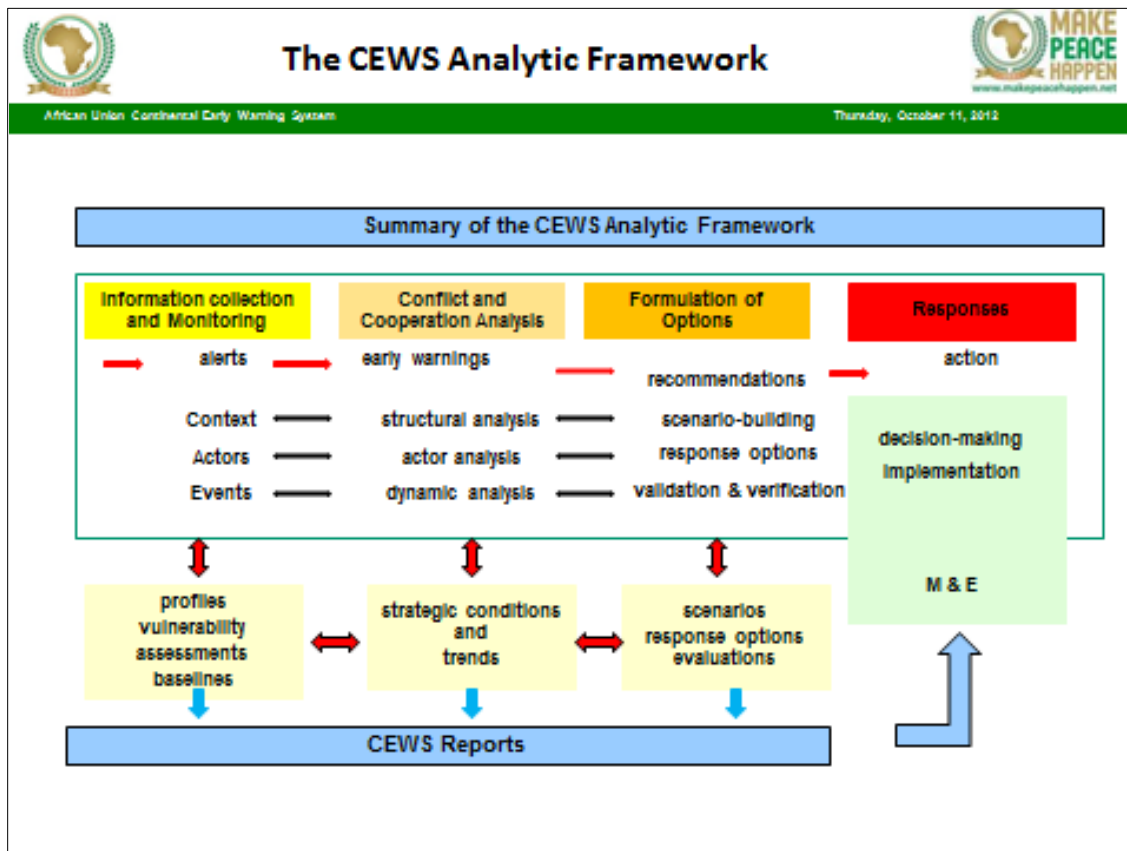 The CEWS Analytic Framework
MAKE
PEACE
HAPPEN
www.makepeacehappen.net
African Union Continental Early Warning System
Thursday, October 11, 2012
Summary of the CEWS Analytic Framework
Information collection
and Monitoring
Conflict and
Cooperation Analysis
Formulation of
Options
Responses
alerts
early warnings
recommendations
action
Context
structural analysis
scenario-building
Actors
actor analysis
response options
Events
dynamic analysis
validation & verification
decision-making
implementation
M & E
profiles
vulnerability
assessments
baselines
strategic conditions
and
trends
scenarios
response options
evaluations
CEWS Reports